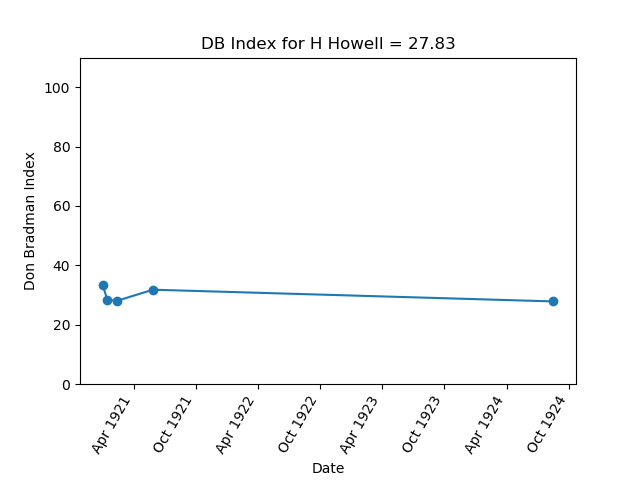 DB Index for H Howell = 27.83
100
80
60
40
20
0
Don Bradman Index
Apr 1921
Oct 1921
Apr 1922
Oct 1922
Apr 1923
Oct 1923
Apr 1924
Oct 1924
Date